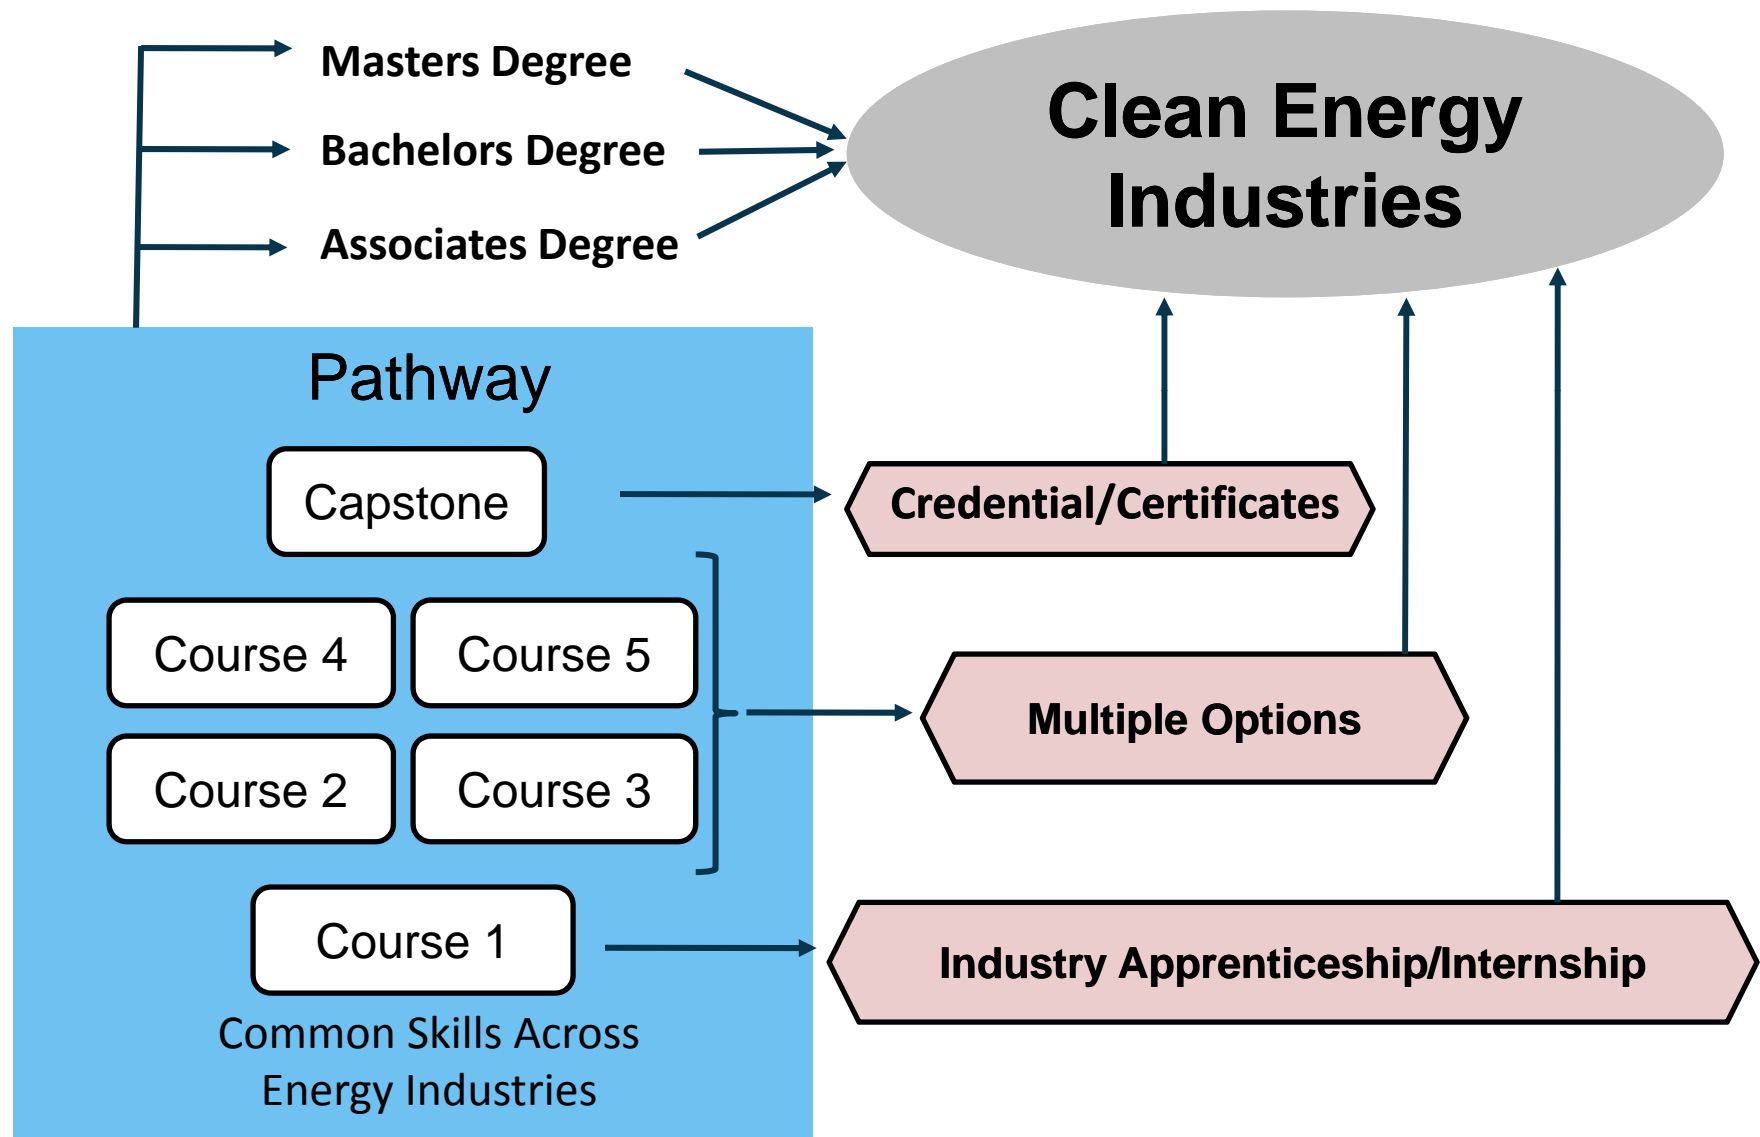 Masters Degree
Bachelors Degree
Associates Degree
Clean Energy
Industries
Pathway
Capstone
Credential/Certificates
Course 4
Course 5
Multiple Options
Course 2
Course 3
Course 1
Industry Apprenticeship/Internship
Common Skills Across
Energy Industries